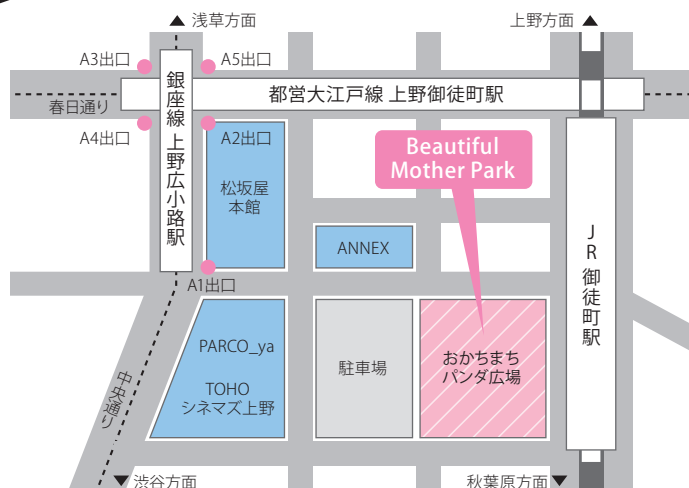 浅草方面
上野方面
A3出口
A5出口
都営大江戸線 上野御徒町駅
春日通り
銀座線 上野広小路駅
A4出口
A2出口
Beautiful
Mother Park
松坂屋
本館
ANNEX
JR 御徒町駅
A1出口
PARCO_ya
TOHO
シネマズ上野
駐車場
おかちまち
パンダ広場
中央通り
渋谷方面
秋葉原方面